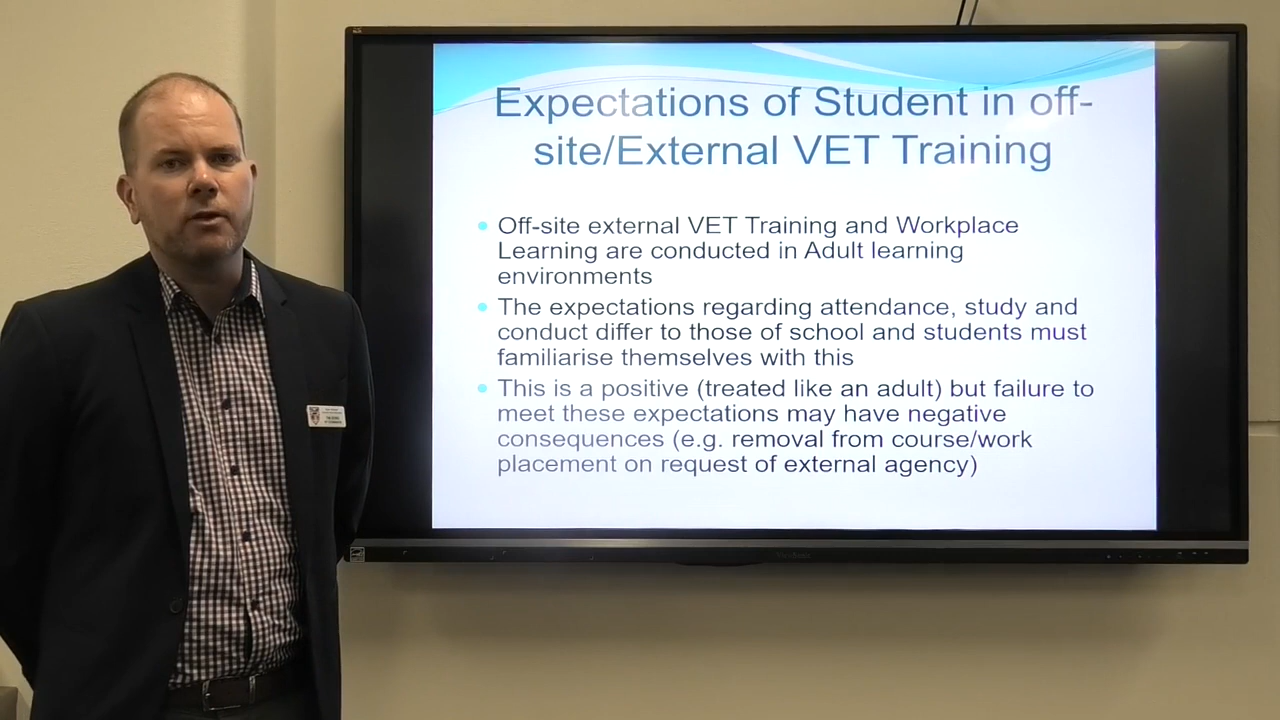 Expectations of Student in off-
site/External VET Training
Off-site external VET Training and Workplace
Learning are conducted in Adult learning
environments
The expectations regarding attendance, study and
conduct differ to those of school and students must
familiarise themselves with this
This is a positive (treated like an adult) but failure to
meet these expectations may have negative
consequences (e.g. removal from course/work
placement on request of external agency)